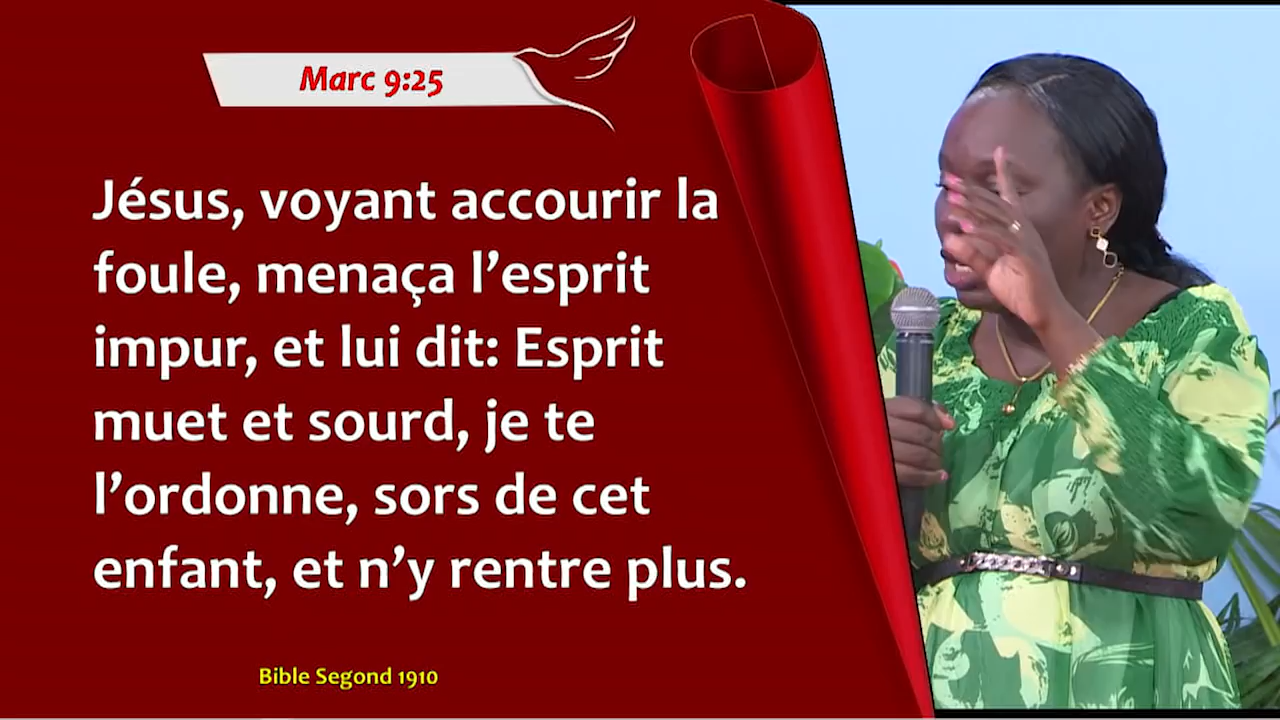 Marc 9:25
Jésus, voyant accourir la
foule, menaça l’esprit
impur, et lui dit: Esprit
muet et sourd, je te
l’ordonne, sors de cet
enfant, et n’y rentre plus.
Bible Segond 1910